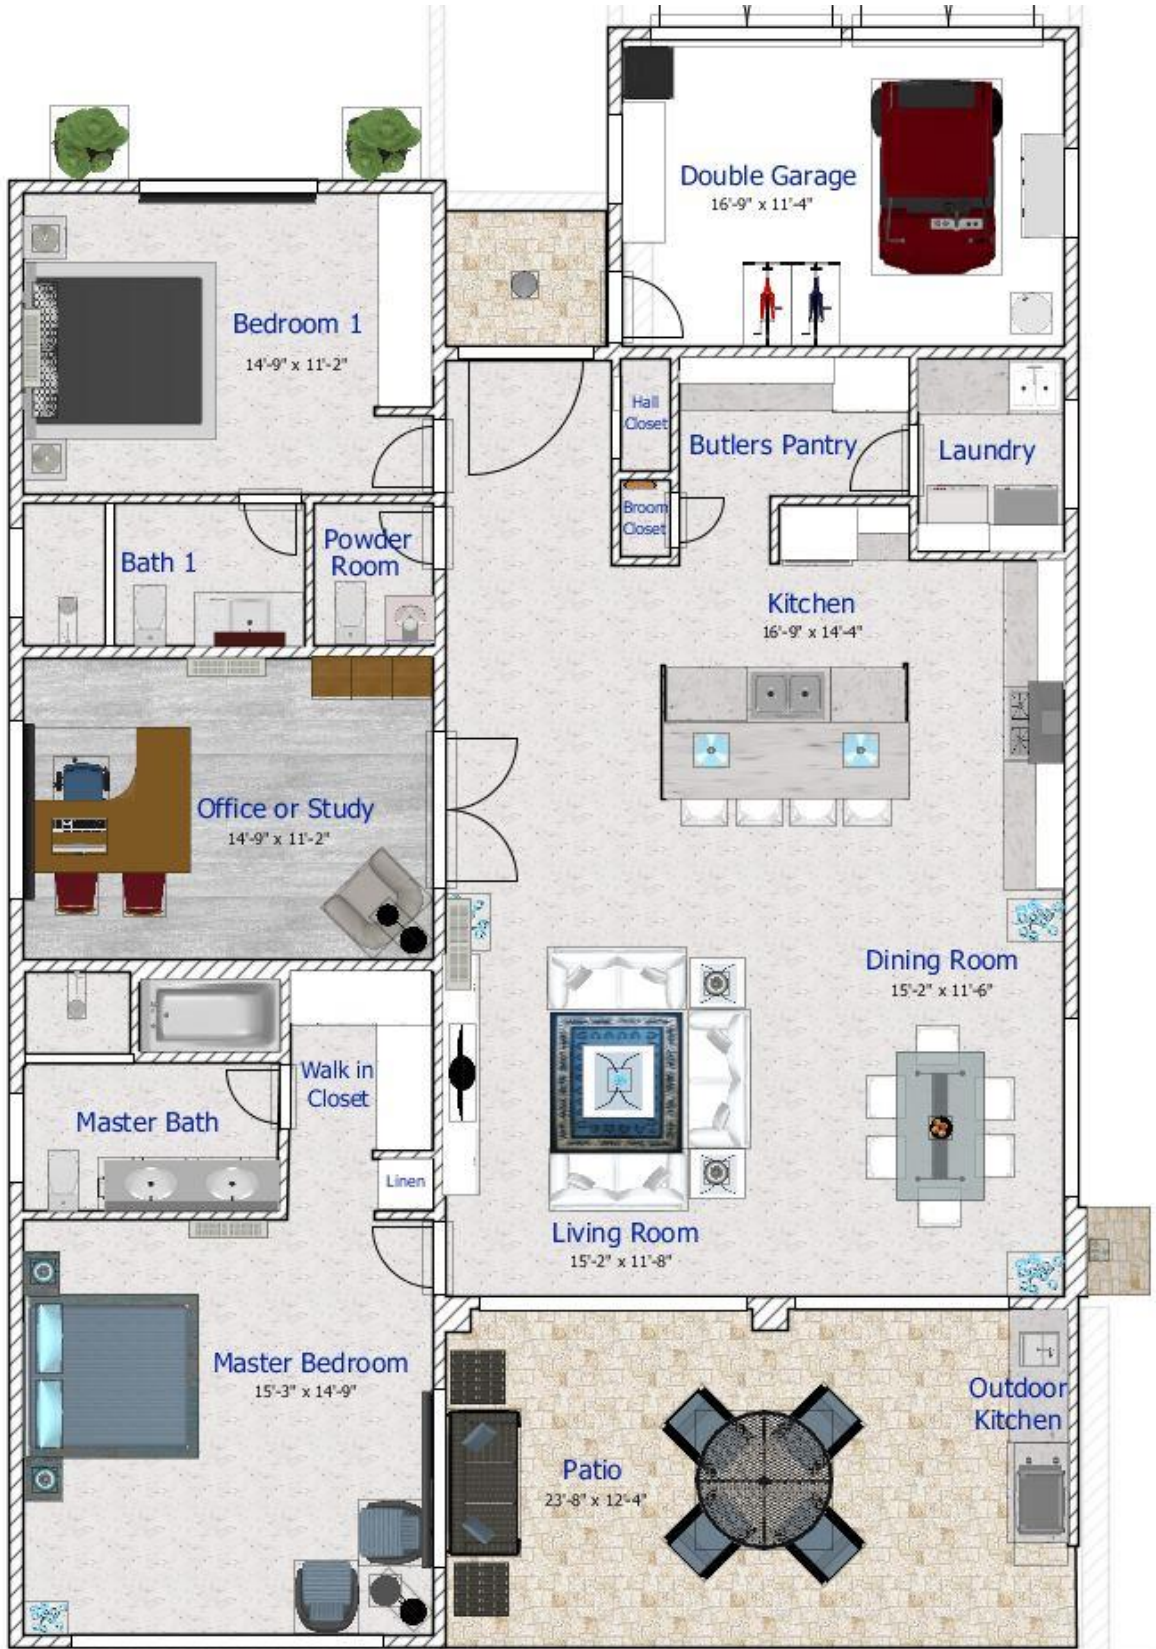 Double Garage
16'-9" x 11'-4"
Bedroom 1
14'-9" x 11'-2"
Hall
Closet
Butlers Pantry
Laundry
Broom
Closet
Bath 1
Powder
Room
Kitchen
16'-9" x 14'-4"
Office or Study
14'-9" x 11'-2"
Dining Room
15'-2" x 11'-6"
Walk in
Closet
Master Bath
Linen
Living Room
15'-2" x 11'-8"
Master Bedroom
15'-3" x 14'-9"
Outdoor
Kitchen
Patio
23'-8" x 12'-4"